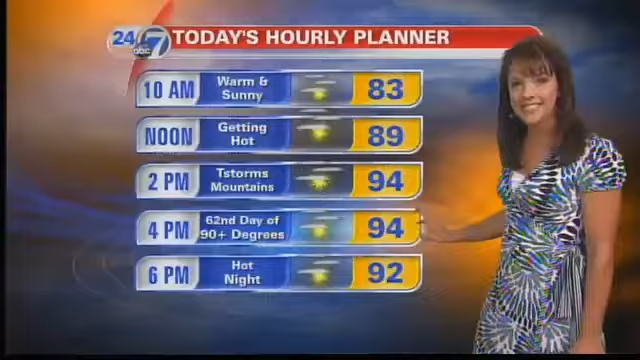 24 abc 7 TODAY'S HOURLY PLANNER
10 AM Warm & Sunny 83
NOON Getting Hot 89
2 PM Tstorms Mountains 94
4 PM 62nd Day of 90+ Degrees 94
6 PM Hot Night 92